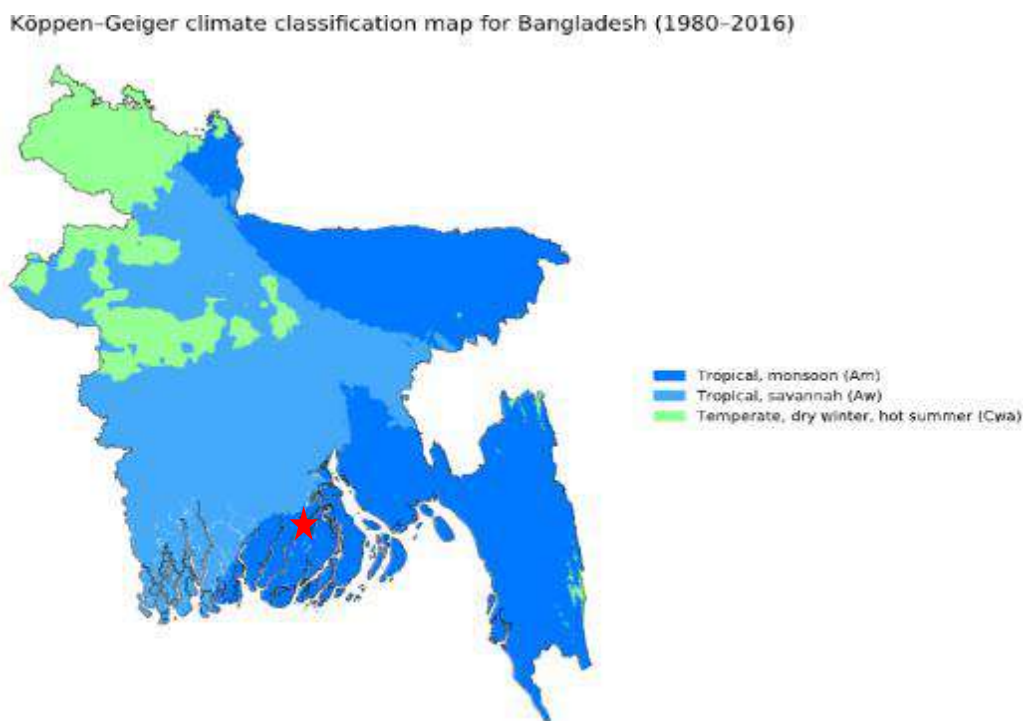 Köppen–Geiger climate classification map for Bangladesh (1980–2016)
Tropical, monsoon (Am)
Tropical, savannah (Aw)
Temperate, dry winter, hot summer (Cwa)